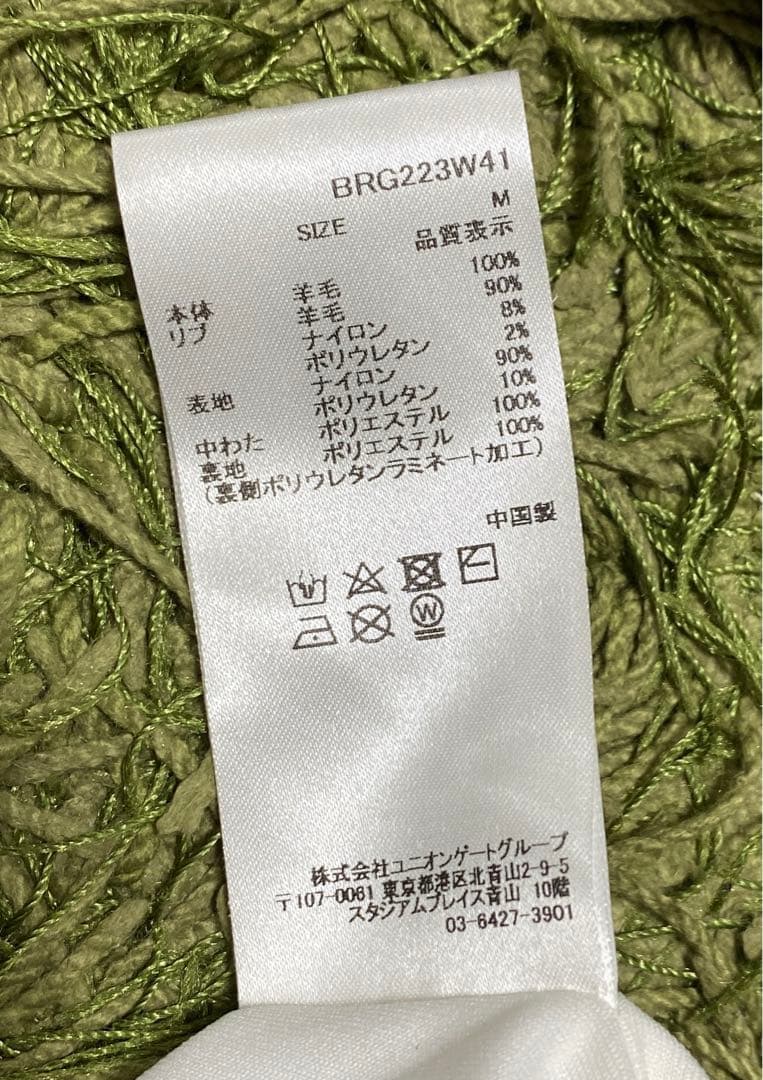 BRG223W41
SIZE M
品質表示
本体 羊毛 100%
リブ 羊毛 90%
ナイロン 8%
ポリウレタン 2%
表地 ナイロン 90%
ポリウレタン 10%
中わた ポリエステル 100%
裏地 ポリエステル 100%
(裏側ポリウレタンラミネート加工)
中国製
W
株式会社ユニオンゲートグループ
〒107-0061 東京都港区北青山2-9-5
スタジアムプレイス青山 10階
03-6427-3901